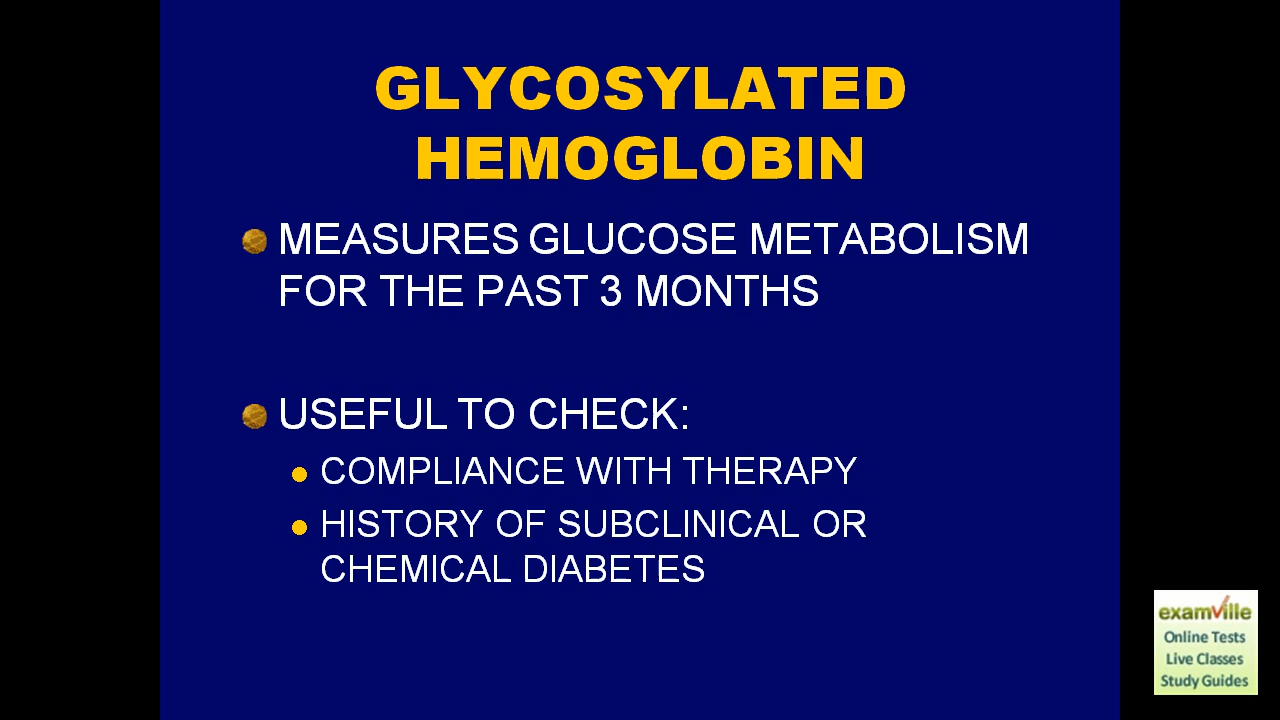 GLYCOSYLATED
HEMOGLOBIN
MEASURES GLUCOSE METABOLISM
FOR THE PAST 3 MONTHS
USEFUL TO CHECK:
COMPLIANCE WITH THERAPY
HISTORY OF SUBCLINICAL OR
CHEMICAL DIABETES
examville
Online Tests
Live Classes
Study Guides